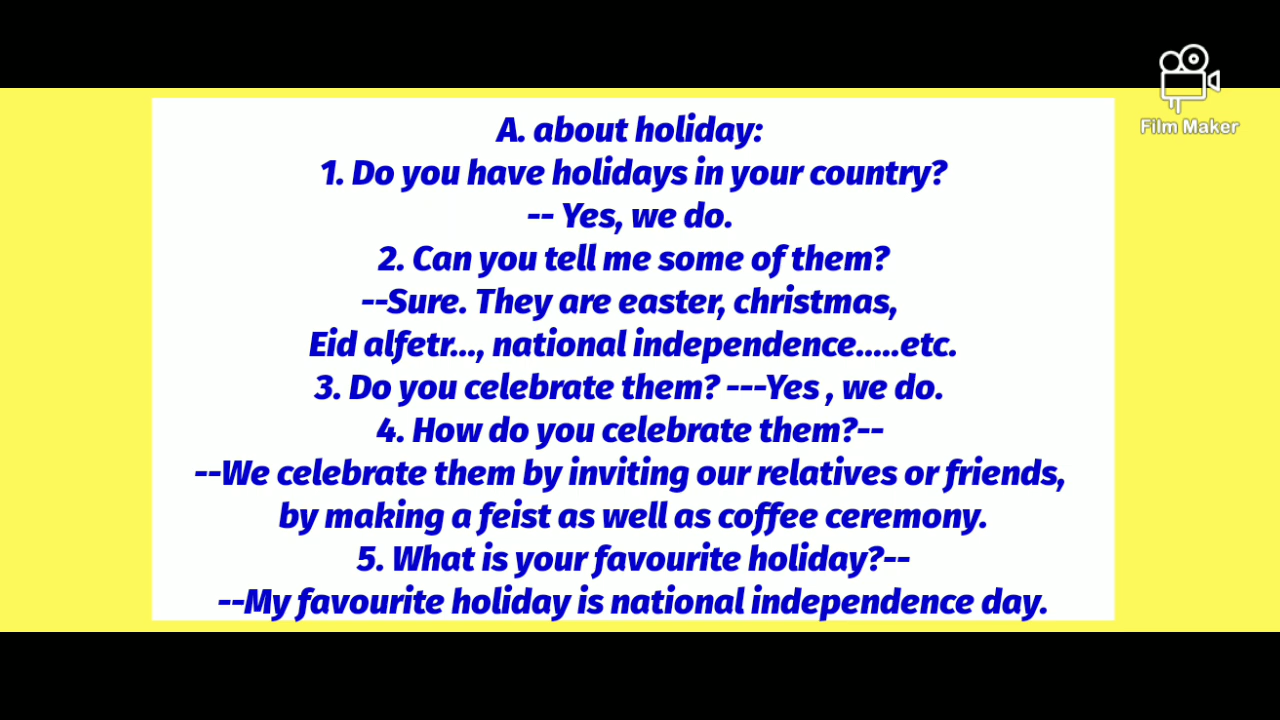 Film Maker
A. about holiday:
1. Do you have holidays in your country?
-- Yes, we do.
2. Can you tell me some of them?
--Sure. They are easter, christmas,
Eid alfetr..., national independence.....etc.
3. Do you celebrate them? ---Yes , we do.
4. How do you celebrate them?--
--We celebrate them by inviting our relatives or friends,
by making a feist as well as coffee ceremony.
5. What is your favourite holiday?--
--My favourite holiday is national independence day.